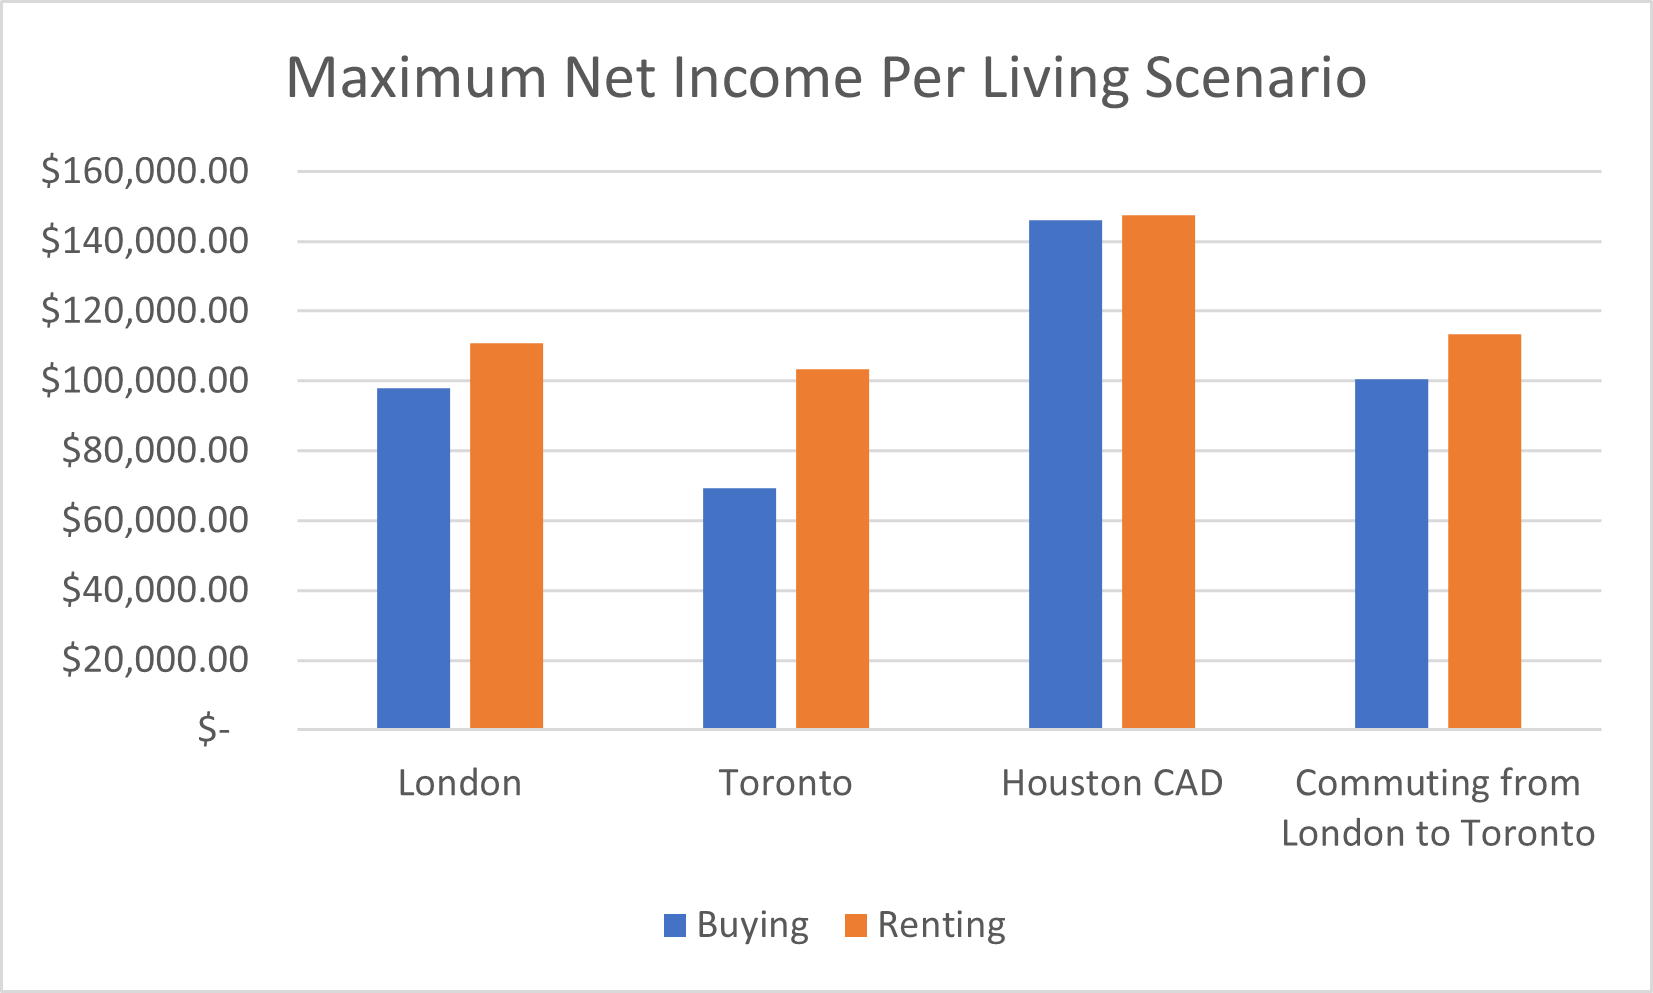 Maximum Net Income Per Living Scenario
$160,000.00
$140,000.00
$120,000.00
$100,000.00
$80,000.00
$60,000.00
$40,000.00
$20,000.00
$-
London
Toronto
Houston CAD
Commuting from
London to Toronto
Buying
Renting